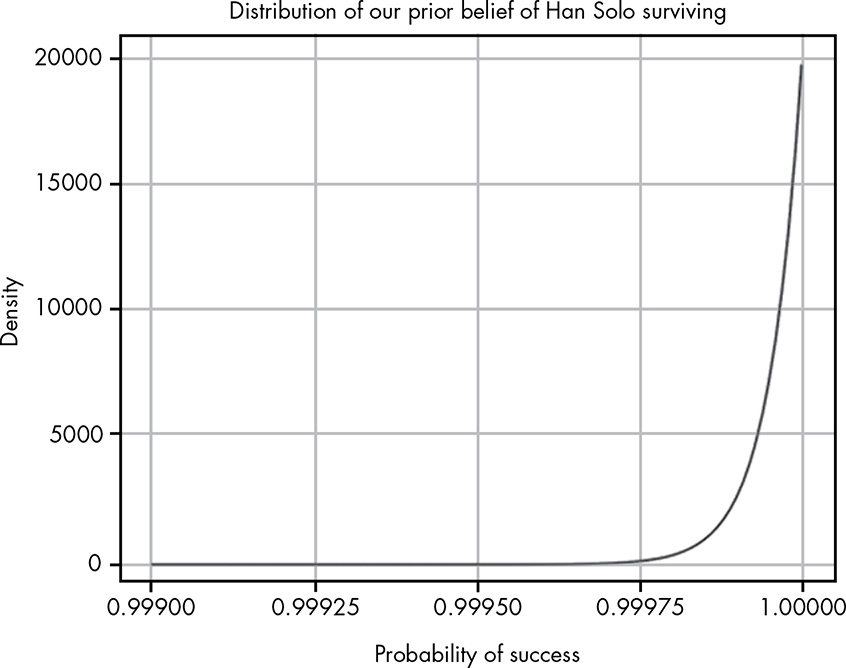 Distribution of our prior belief of Han Solo surviving
20000
15000
10000
5000
0
Density
0.99900 0.99925 0.99950 0.99975 1.00000
Probability of success